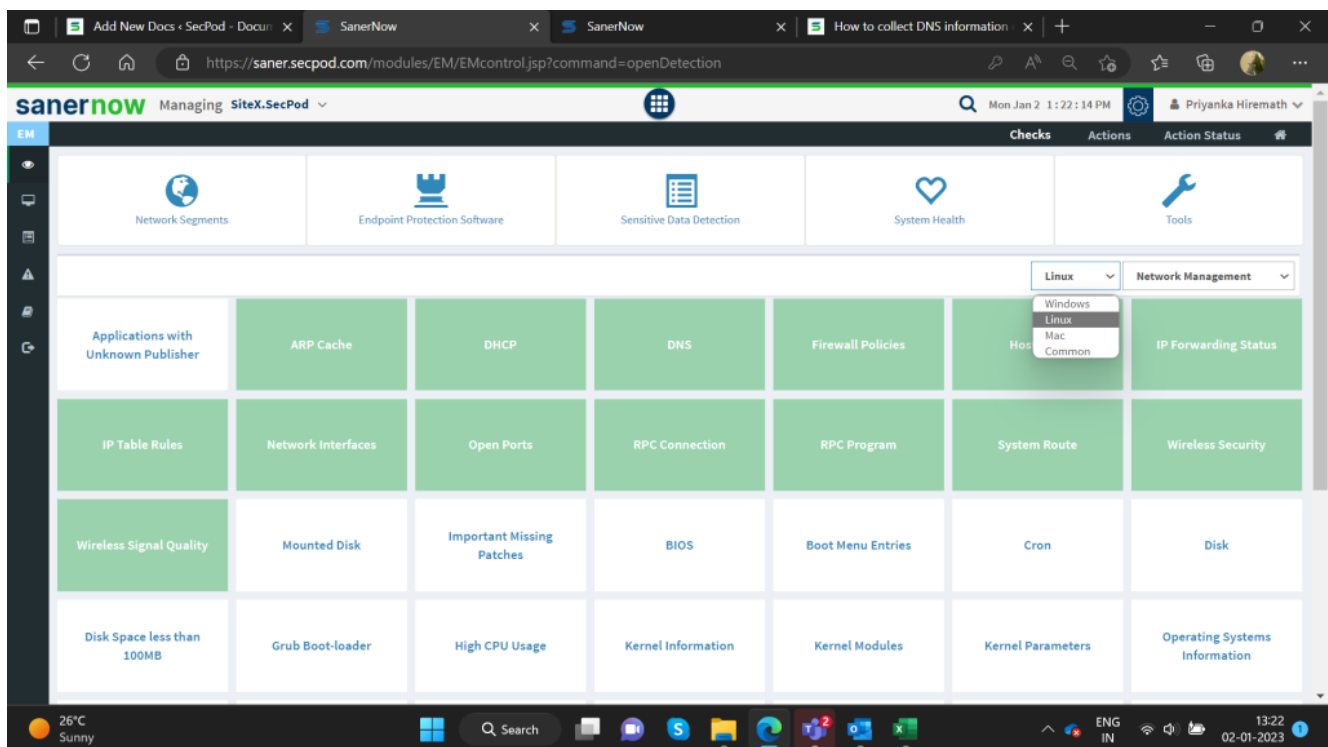 Add New Docs ‹ SecPod - Docum
SanerNow
SanerNow
How to collect DNS information
https://saner.secpod.com/modules/EM/EMcontrol.jsp?command=openDetection
sanernow
Managing SiteX.SecPod
Mon Jan 2 1:22:14 PM
Priyanka Hiremath
EM
Checks
Actions
Action Status
Network Segments
Endpoint Protection Software
Sensitive Data Detection
System Health
Tools
Linux
Network Management
Windows
Linux
Mac
Common
Applications with
Unknown Publisher
ARP Cache
DHCP
DNS
Firewall Policies
Hos
IP Forwarding Status
IP Table Rules
Network Interfaces
Open Ports
RPC Connection
RPC Program
System Route
Wireless Security
Wireless Signal Quality
Mounted Disk
Important Missing
Patches
BIOS
Boot Menu Entries
Cron
Disk
Disk Space less than
100MB
Grub Boot-loader
High CPU Usage
Kernel Information
Kernel Modules
Kernel Parameters
Operating Systems
Information
26°C
Sunny
Search
2
ENG
IN
13:22
02-01-2023
1